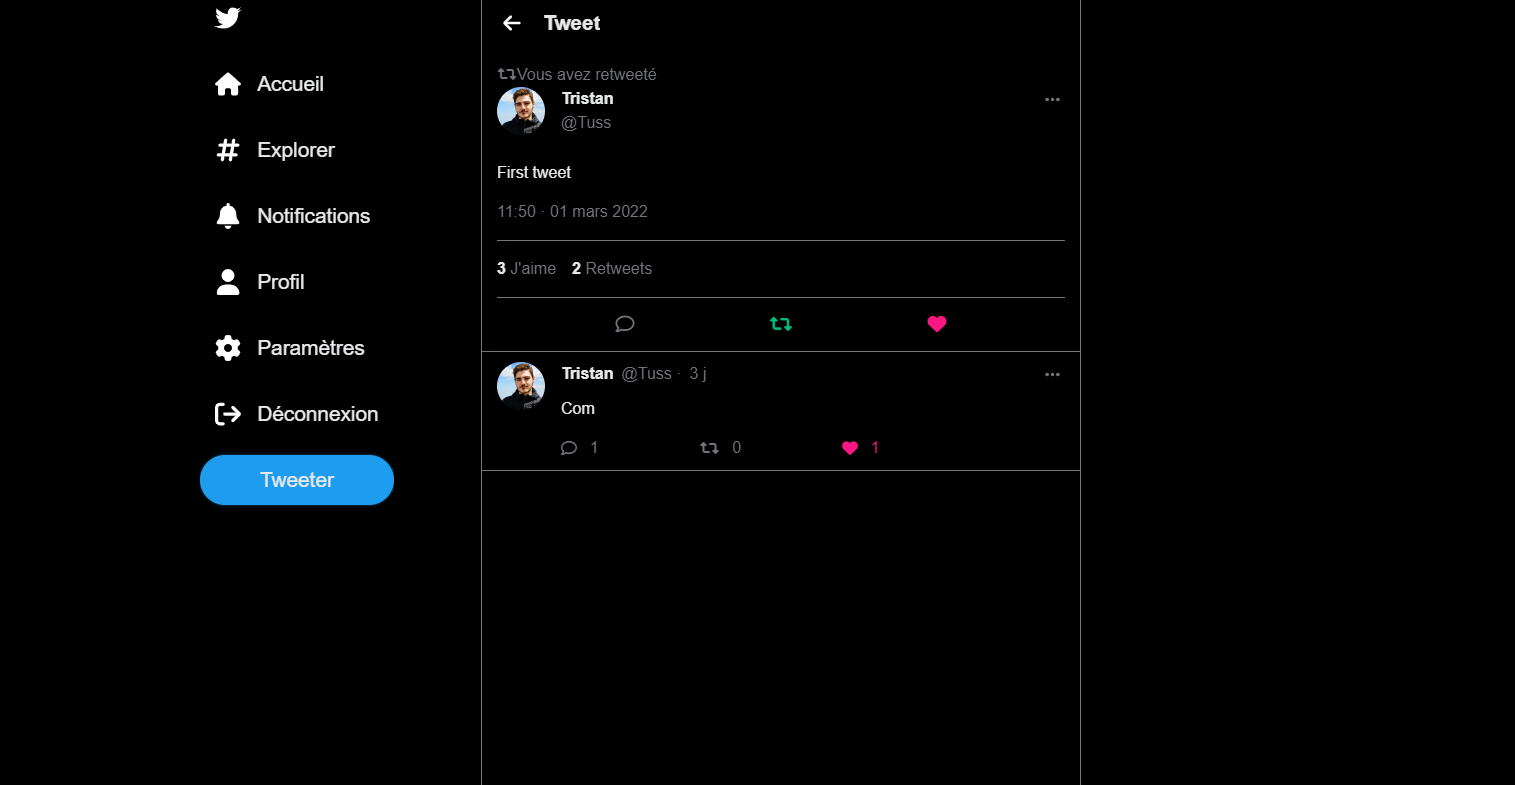 Accueil
Explorer
Notifications
Profil
Paramètres
Déconnexion
Tweeter
Tweet
Vous avez retweeté
Tristan
@Tuss
First tweet
11:50 · 01 mars 2022
3 J'aime 2 Retweets
Tristan @Tuss · 3 j
Com
1 0 1